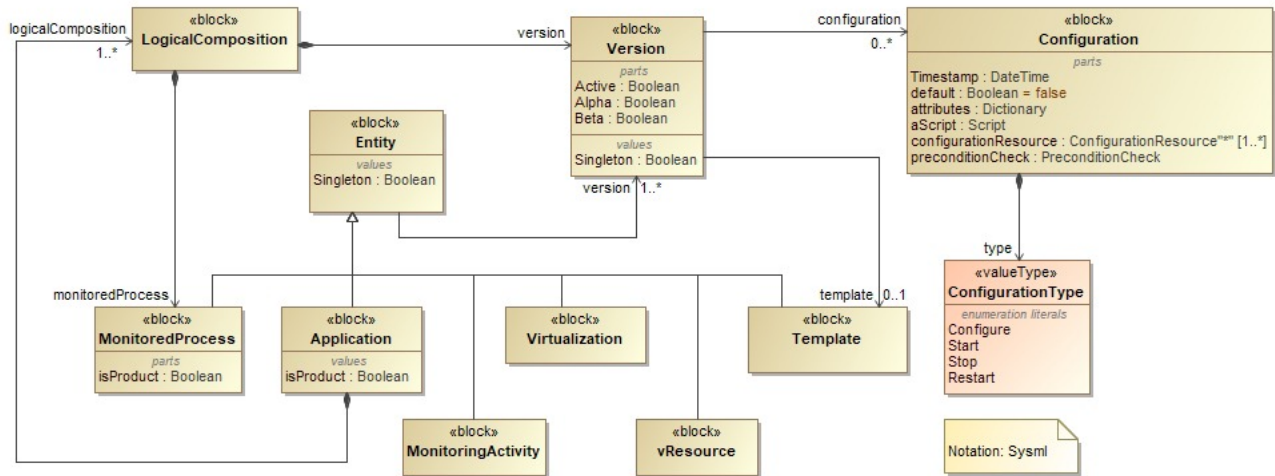 logicalComposition
1..*
«block»
LogicalComposition
version
«block»
Version
parts
Active : Boolean
Alpha : Boolean
Beta : Boolean
values
Singleton : Boolean
configuration
0..*
«block»
Configuration
parts
Timestamp : DateTime
default : Boolean = false
attributes : Dictionary
aScript : Script
configurationResource : ConfigurationResource"*" [1..*]
preconditionCheck : PreconditionCheck
«block»
Entity
values
Singleton : Boolean
version 1..*
monitoredProcess
«block»
MonitoredProcess
parts
isProduct : Boolean
«block»
Application
values
isProduct : Boolean
«block»
Virtualization
template 0..1
«block»
Template
type
«valueType»
ConfigurationType
enumeration literals
Configure
Start
Stop
Restart
«block»
MonitoringActivity
«block»
vResource
Notation: Sysml